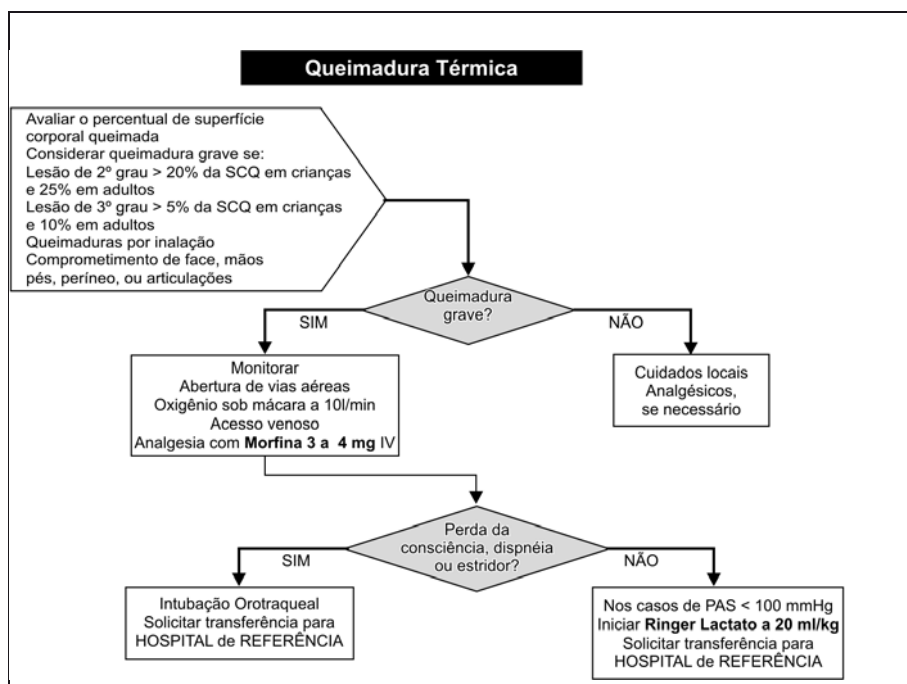 Queimadura Térmica
Avaliar o percentual de superfície
corporal queimada
Considerar queimadura grave se:
Lesão de 2º grau > 20% da SCQ em crianças
e 25% em adultos
Lesão de 3º grau > 5% da SCQ em crianças
e 10% em adultos
Queimaduras por inalação
Comprometimento de face, mãos
pés, períneo, ou articulações
Queimadura
grave?
SIM
NÃO
Monitorar
Abertura de vias aéreas
Oxigênio sob mácara a 10l/min
Acesso venoso
Analgesia com Morfina 3 a 4 mg IV
Cuidados locais
Analgésicos,
se necessário
Perda da
consciência, dispnéia
ou estridor?
SIM
NÃO
Intubação Orotraqueal
Solicitar transferência para
HOSPITAL de REFERÊNCIA
Nos casos de PAS < 100 mmHg
Iniciar Ringer Lactato a 20 ml/kg
Solicitar transferência para
HOSPITAL de REFERÊNCIA